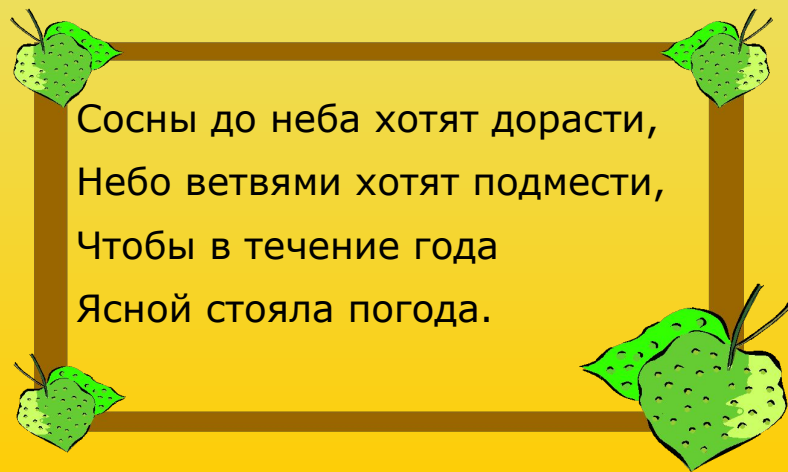 Сосны до неба хотят дорасти,
Небо ветвями хотят подмести,
Чтобы в течение года
Ясной стояла погода.